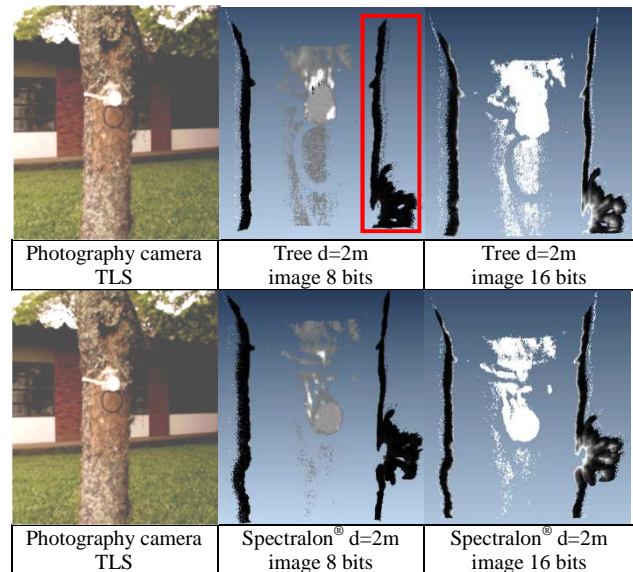 Photography camera
TLS
Tree d=2m
image 8 bits
Tree d=2m
image 16 bits
Photography camera
TLS
Spectralon® d=2m
image 8 bits
Spectralon® d=2m
image 16 bits